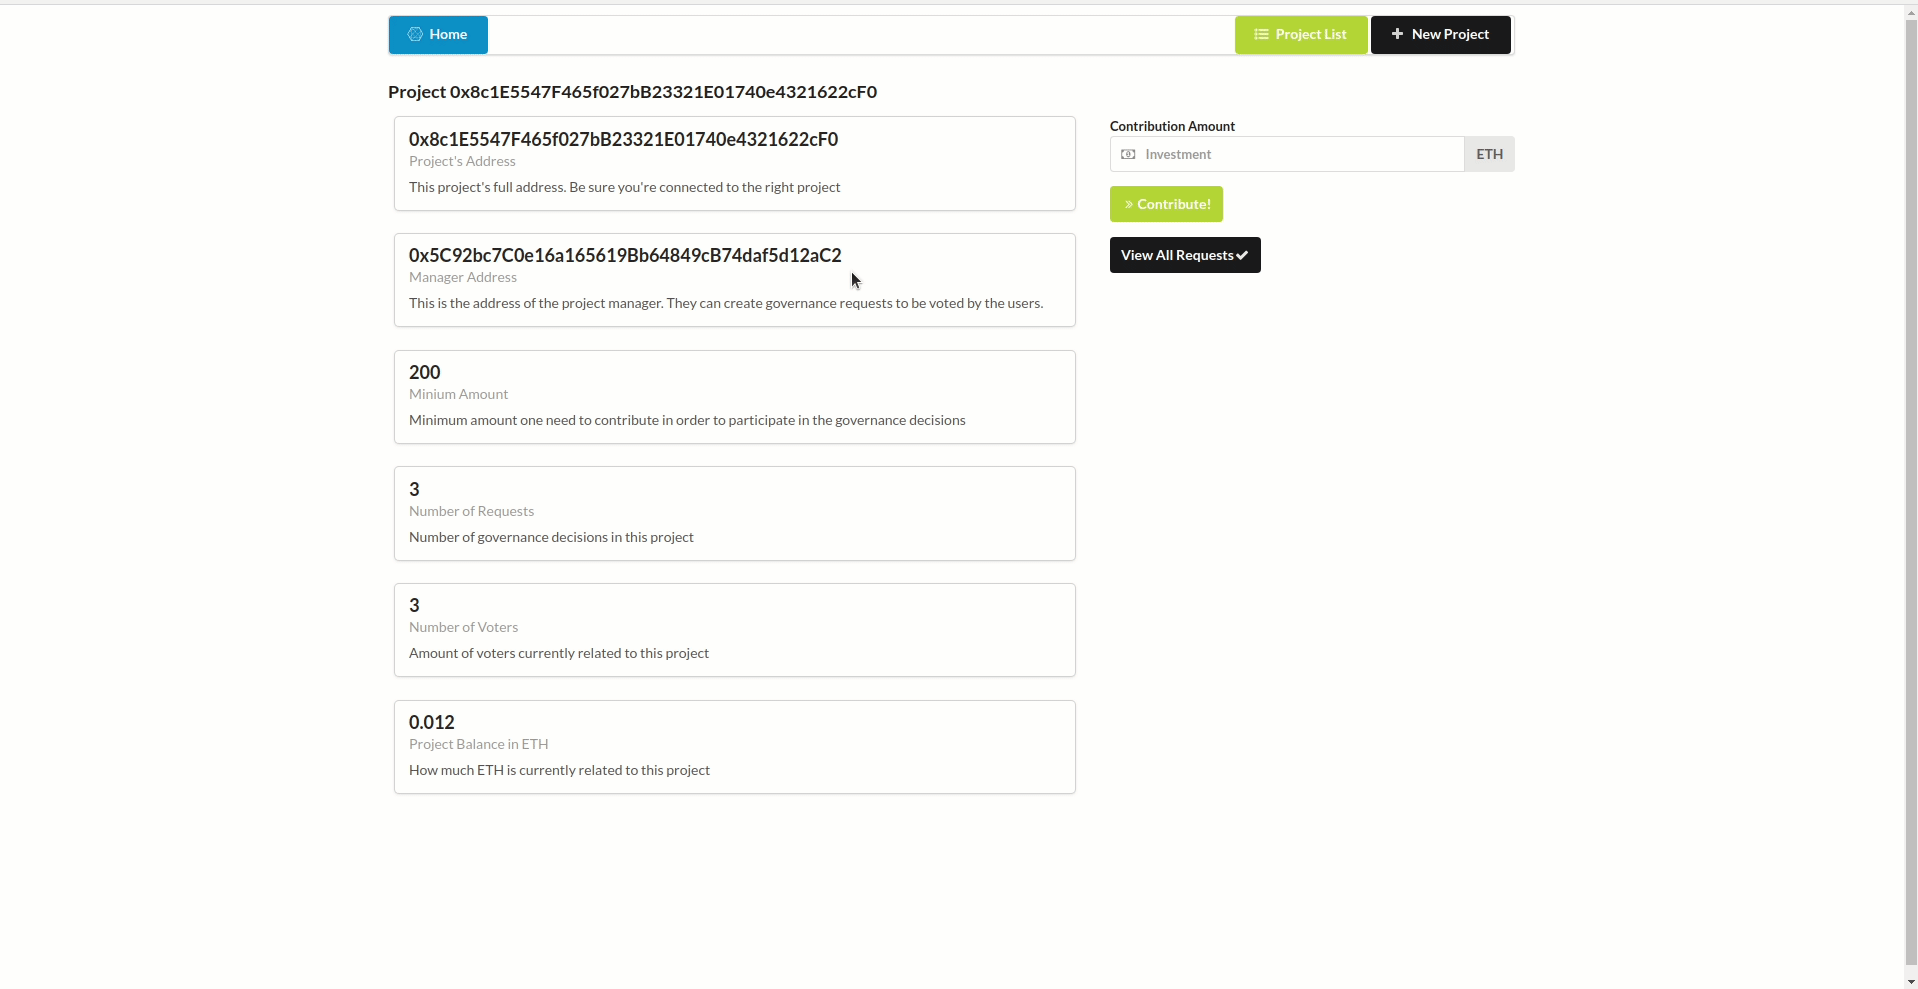 Home
Project List
New Project
Project 0x8c1E5547F465f027bB23321E01740e4321622cF0
0x8c1E5547F465f027bB23321E01740e4321622cF0
Project's Address
This project's full address. Be sure you're connected to the right project
0x5C92bc7C0e16a165619Bb64849cB74daf5d12aC2
Manager Address
This is the address of the project manager. They can create governance requests to be voted by the users.
200
Minium Amount
Minimum amount one need to contribute in order to participate in the governance decisions
3
Number of Requests
Number of governance decisions in this project
3
Number of Voters
Amount of voters currently related to this project
0.012
Project Balance in ETH
How much ETH is currently related to this project
Contribution Amount
Investment
ETH
» Contribute!
View All Requests